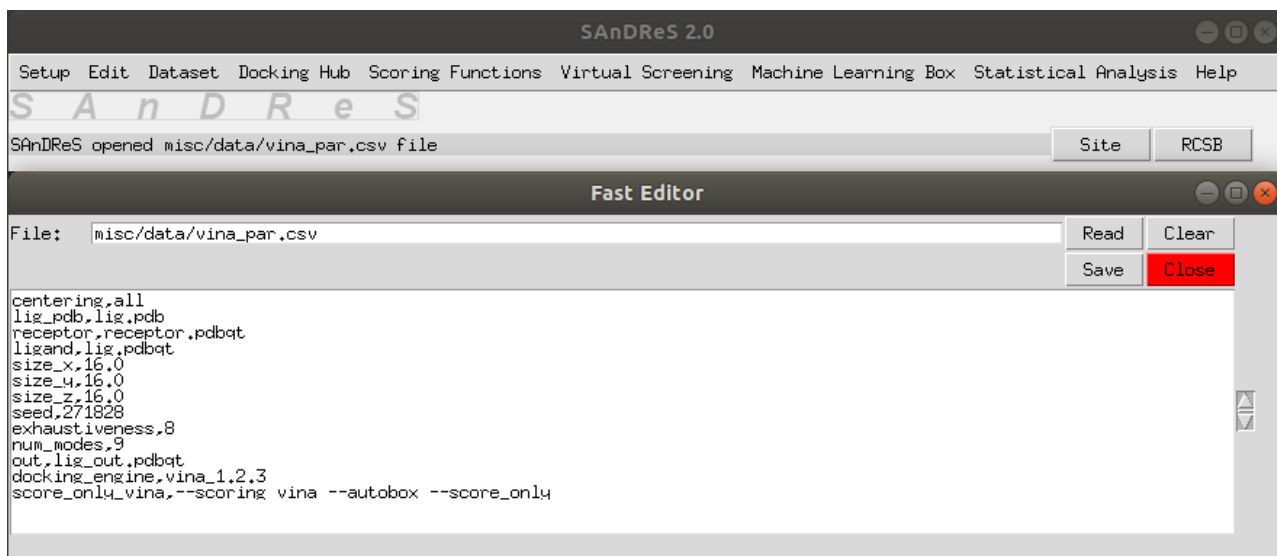 SAnDReS 2.0
Setup Edit Dataset Docking Hub Scoring Functions Virtual Screening Machine Learning Box Statistical Analysis Help
S A n D R e S
SAnDReS opened misc/data/vina_par.csv file Site RCSB
Fast Editor
File: misc/data/vina_par.csv Read Clear
Save Close
centering,all
lig_pdb,lig.pdb
receptor,receptor.pdbqt
ligand,lig.pdbqt
size_x,16.0
size_y,16.0
size_z,16.0
seed,271828
exhaustiveness,8
num_modes,9
out,lig_out.pdbqt
docking_engine,vina_1.2.3
score_only_vina,--scoring vina --autobox --score_only